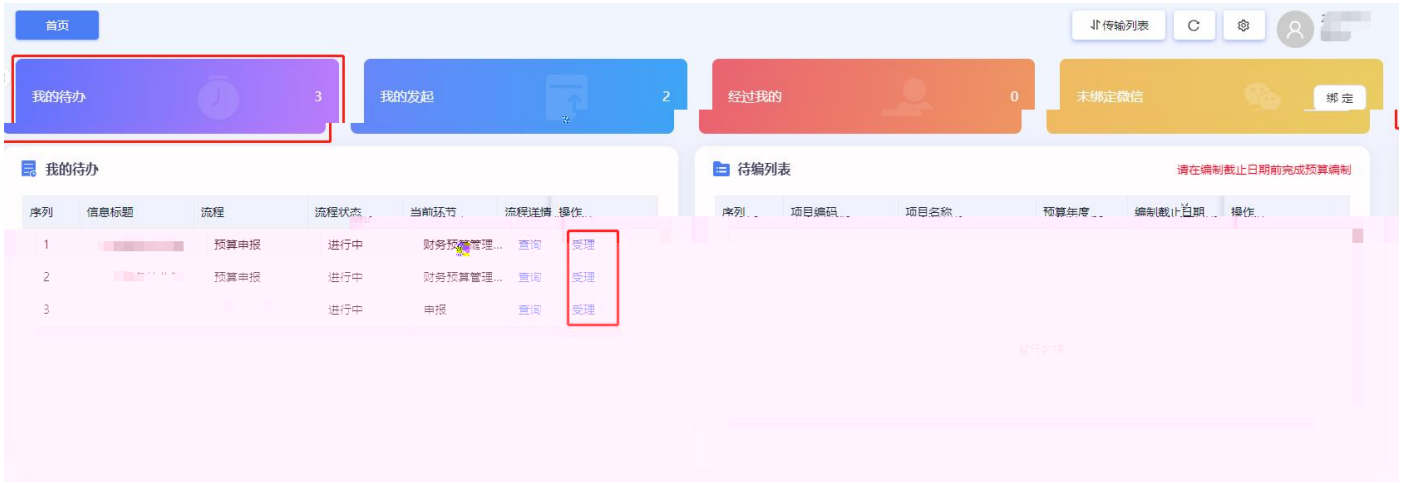 首页 传输列表
我的待办 3 我的发起 2 经过我的 0 未绑定微信 绑定
我的待办 待编列表 请在编制截止日期前完成预算编制
序列 信息标题 流程 流程状态 当前环节 流程详情 操作 序列 项目编码 项目名称 预算年度 编制截止日期 操作
1 预算申报 进行中 财务预算管理... 查询 受理
2 预算申报 进行中 财务预算管理... 查询 受理
3 进行中 申报 查询 受理